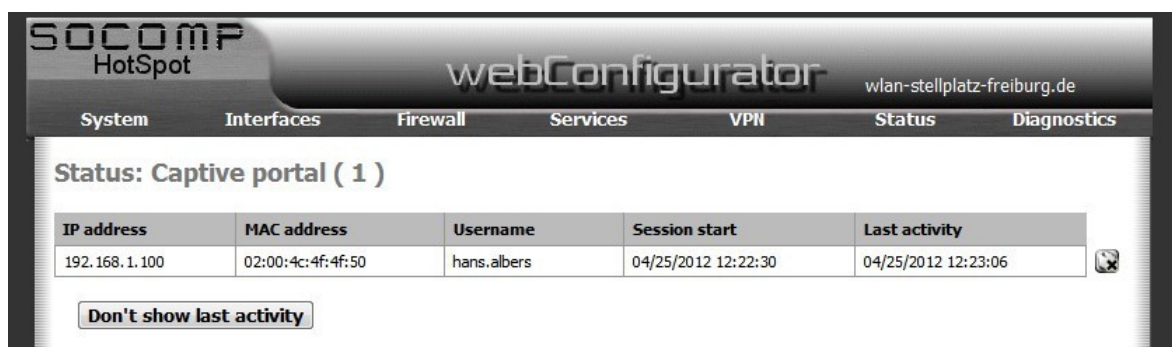 SOCOMP
HotSpot
webConfigurator
wlan-stellplatz-freiburg.de
System Interfaces Firewall Services VPN Status Diagnostics
Status: Captive portal ( 1 )
IP address MAC address Username Session start Last activity
192.168.1.100 02:00:4c:4f:4f:50 hans.albers 04/25/2012 12:22:30 04/25/2012 12:23:06
Don't show last activity